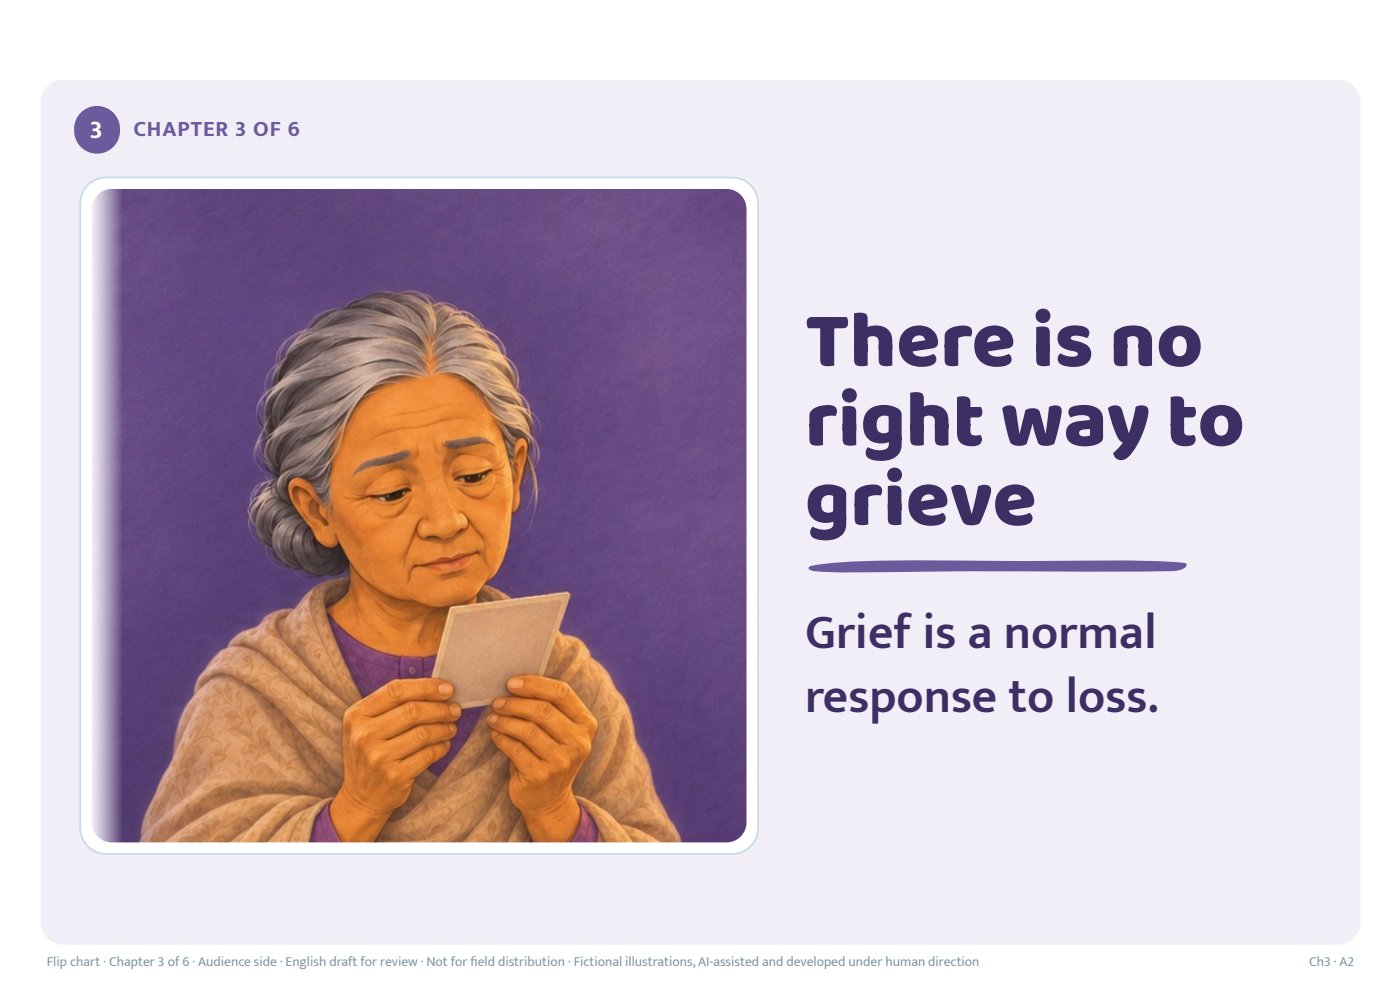 3
CHAPTER 3 OF 6
There is no
right way to
grieve
Grief is a normal
response to loss.
Flip chart · Chapter 3 of 6 · Audience side · English draft for review · Not for field distribution · Fictional illustrations, AI-assisted and developed under human direction
Ch3 · A2